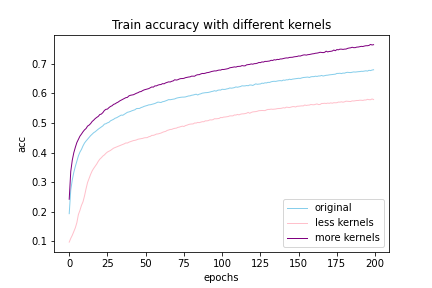 Train accuracy with different kernels
acc
0.7
0.6
0.5
0.4
0.3
0.2
0.1
original
less kernels
more kernels
0 25 50 75 100 125 150 175 200
epochs